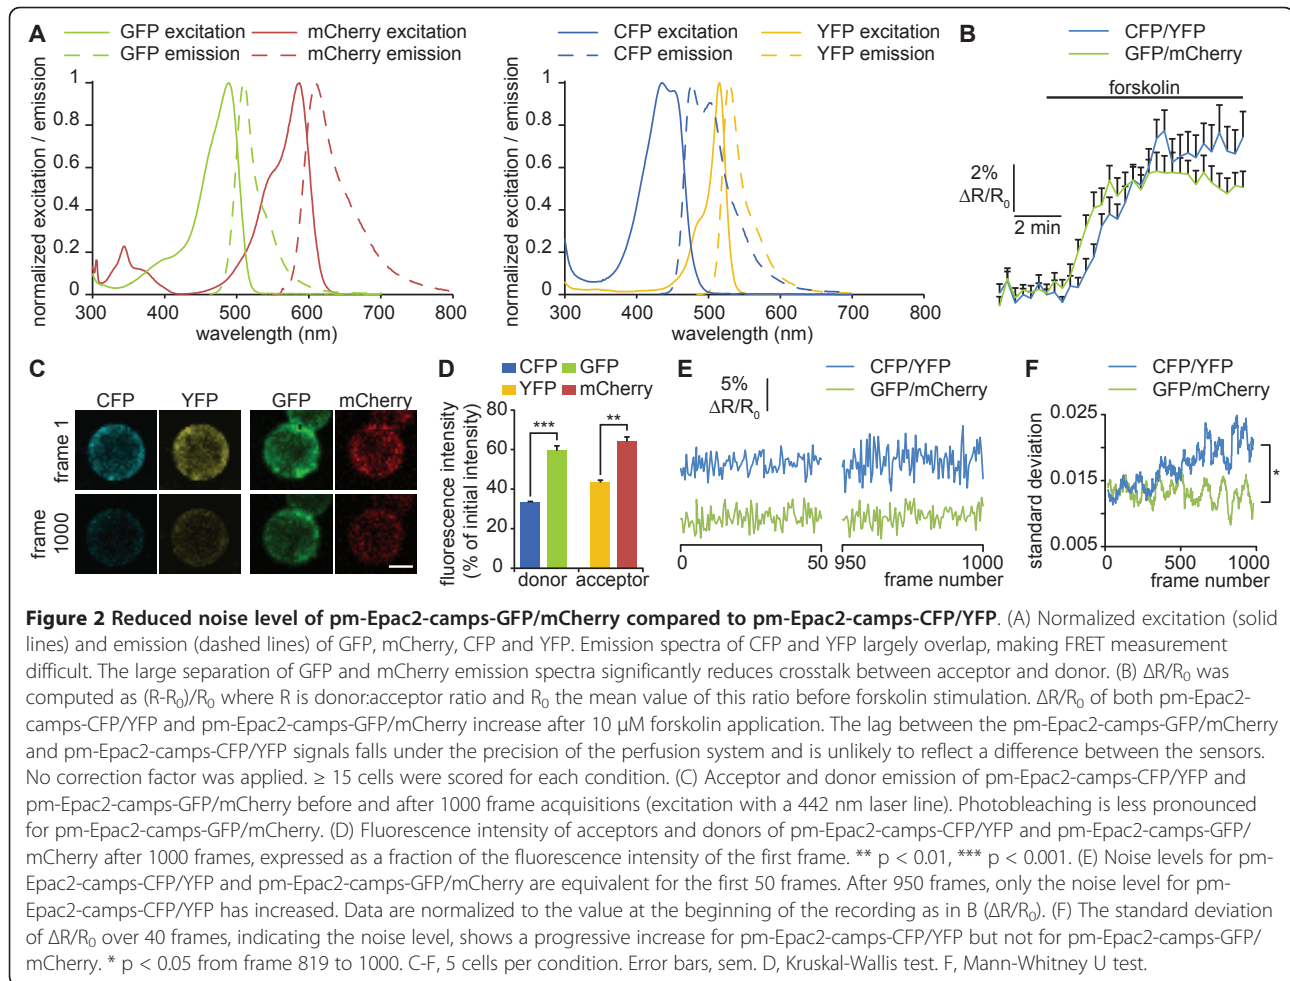 A
GFP excitation
mCherry excitation
GFP emission
mCherry emission
normalized excitation / emission
1
0.8
0.6
0.4
0.2
0
300 400 500 600 700 800
wavelength (nm)
CFP excitation
YFP excitation
CFP emission
YFP emission
normalized excitation / emission
1
0.8
0.6
0.4
0.2
0
300 400 500 600 700 800
wavelength (nm)
B
CFP/YFP
GFP/mCherry
forskolin
2%
ΔR/R0
2 min
C
CFP YFP GFP mCherry
frame 1
frame
1000
D
CFP GFP
YFP mCherry
fluorescence intensity
(% of initial intensity)
80
60
40
20
0
***
**
donor acceptor
E
CFP/YFP
GFP/mCherry
5%
ΔR/R0
0 50 950 1000
frame number
F
CFP/YFP
GFP/mCherry
standard deviation
0.025
0.015
0.005
*
0 500 1000
frame number
Figure 2 Reduced noise level of pm-Epac2-camps-GFP/mCherry compared to pm-Epac2-camps-CFP/YFP. (A) Normalized excitation (solid
lines) and emission (dashed lines) of GFP, mCherry, CFP and YFP. Emission spectra of CFP and YFP largely overlap, making FRET measurement
difficult. The large separation of GFP and mCherry emission spectra significantly reduces crosstalk between acceptor and donor. (B) ΔR/R0 was
computed as (R-R0)/R0 where R is donor:acceptor ratio and R0 the mean value of this ratio before forskolin stimulation. ΔR/R0 of both pm-Epac2-
camps-CFP/YFP and pm-Epac2-camps-GFP/mCherry increase after 10 μM forskolin application. The lag between the pm-Epac2-camps-GFP/mCherry
and pm-Epac2-camps-CFP/YFP signals falls under the precision of the perfusion system and is unlikely to reflect a difference between the sensors.
No correction factor was applied. ≥ 15 cells were scored for each condition. (C) Acceptor and donor emission of pm-Epac2-camps-CFP/YFP and
pm-Epac2-camps-GFP/mCherry before and after 1000 frame acquisitions (excitation with a 442 nm laser line). Photobleaching is less pronounced
for pm-Epac2-camps-GFP/mCherry. (D) Fluorescence intensity of acceptors and donors of pm-Epac2-camps-CFP/YFP and pm-Epac2-camps-GFP/
mCherry after 1000 frames, expressed as a fraction of the fluorescence intensity of the first frame. ** p < 0.01, *** p < 0.001. (E) Noise levels for pm-
Epac2-camps-CFP/YFP and pm-Epac2-camps-GFP/mCherry are equivalent for the first 50 frames. After 950 frames, only the noise level for pm-
Epac2-camps-CFP/YFP has increased. Data are normalized to the value at the beginning of the recording as in B (ΔR/R0). (F) The standard deviation
of ΔR/R0 over 40 frames, indicating the noise level, shows a progressive increase for pm-Epac2-camps-CFP/YFP but not for pm-Epac2-camps-GFP/
mCherry. * p < 0.05 from frame 819 to 1000. C-F, 5 cells per condition. Error bars, sem. D, Kruskal-Wallis test. F, Mann-Whitney U test.